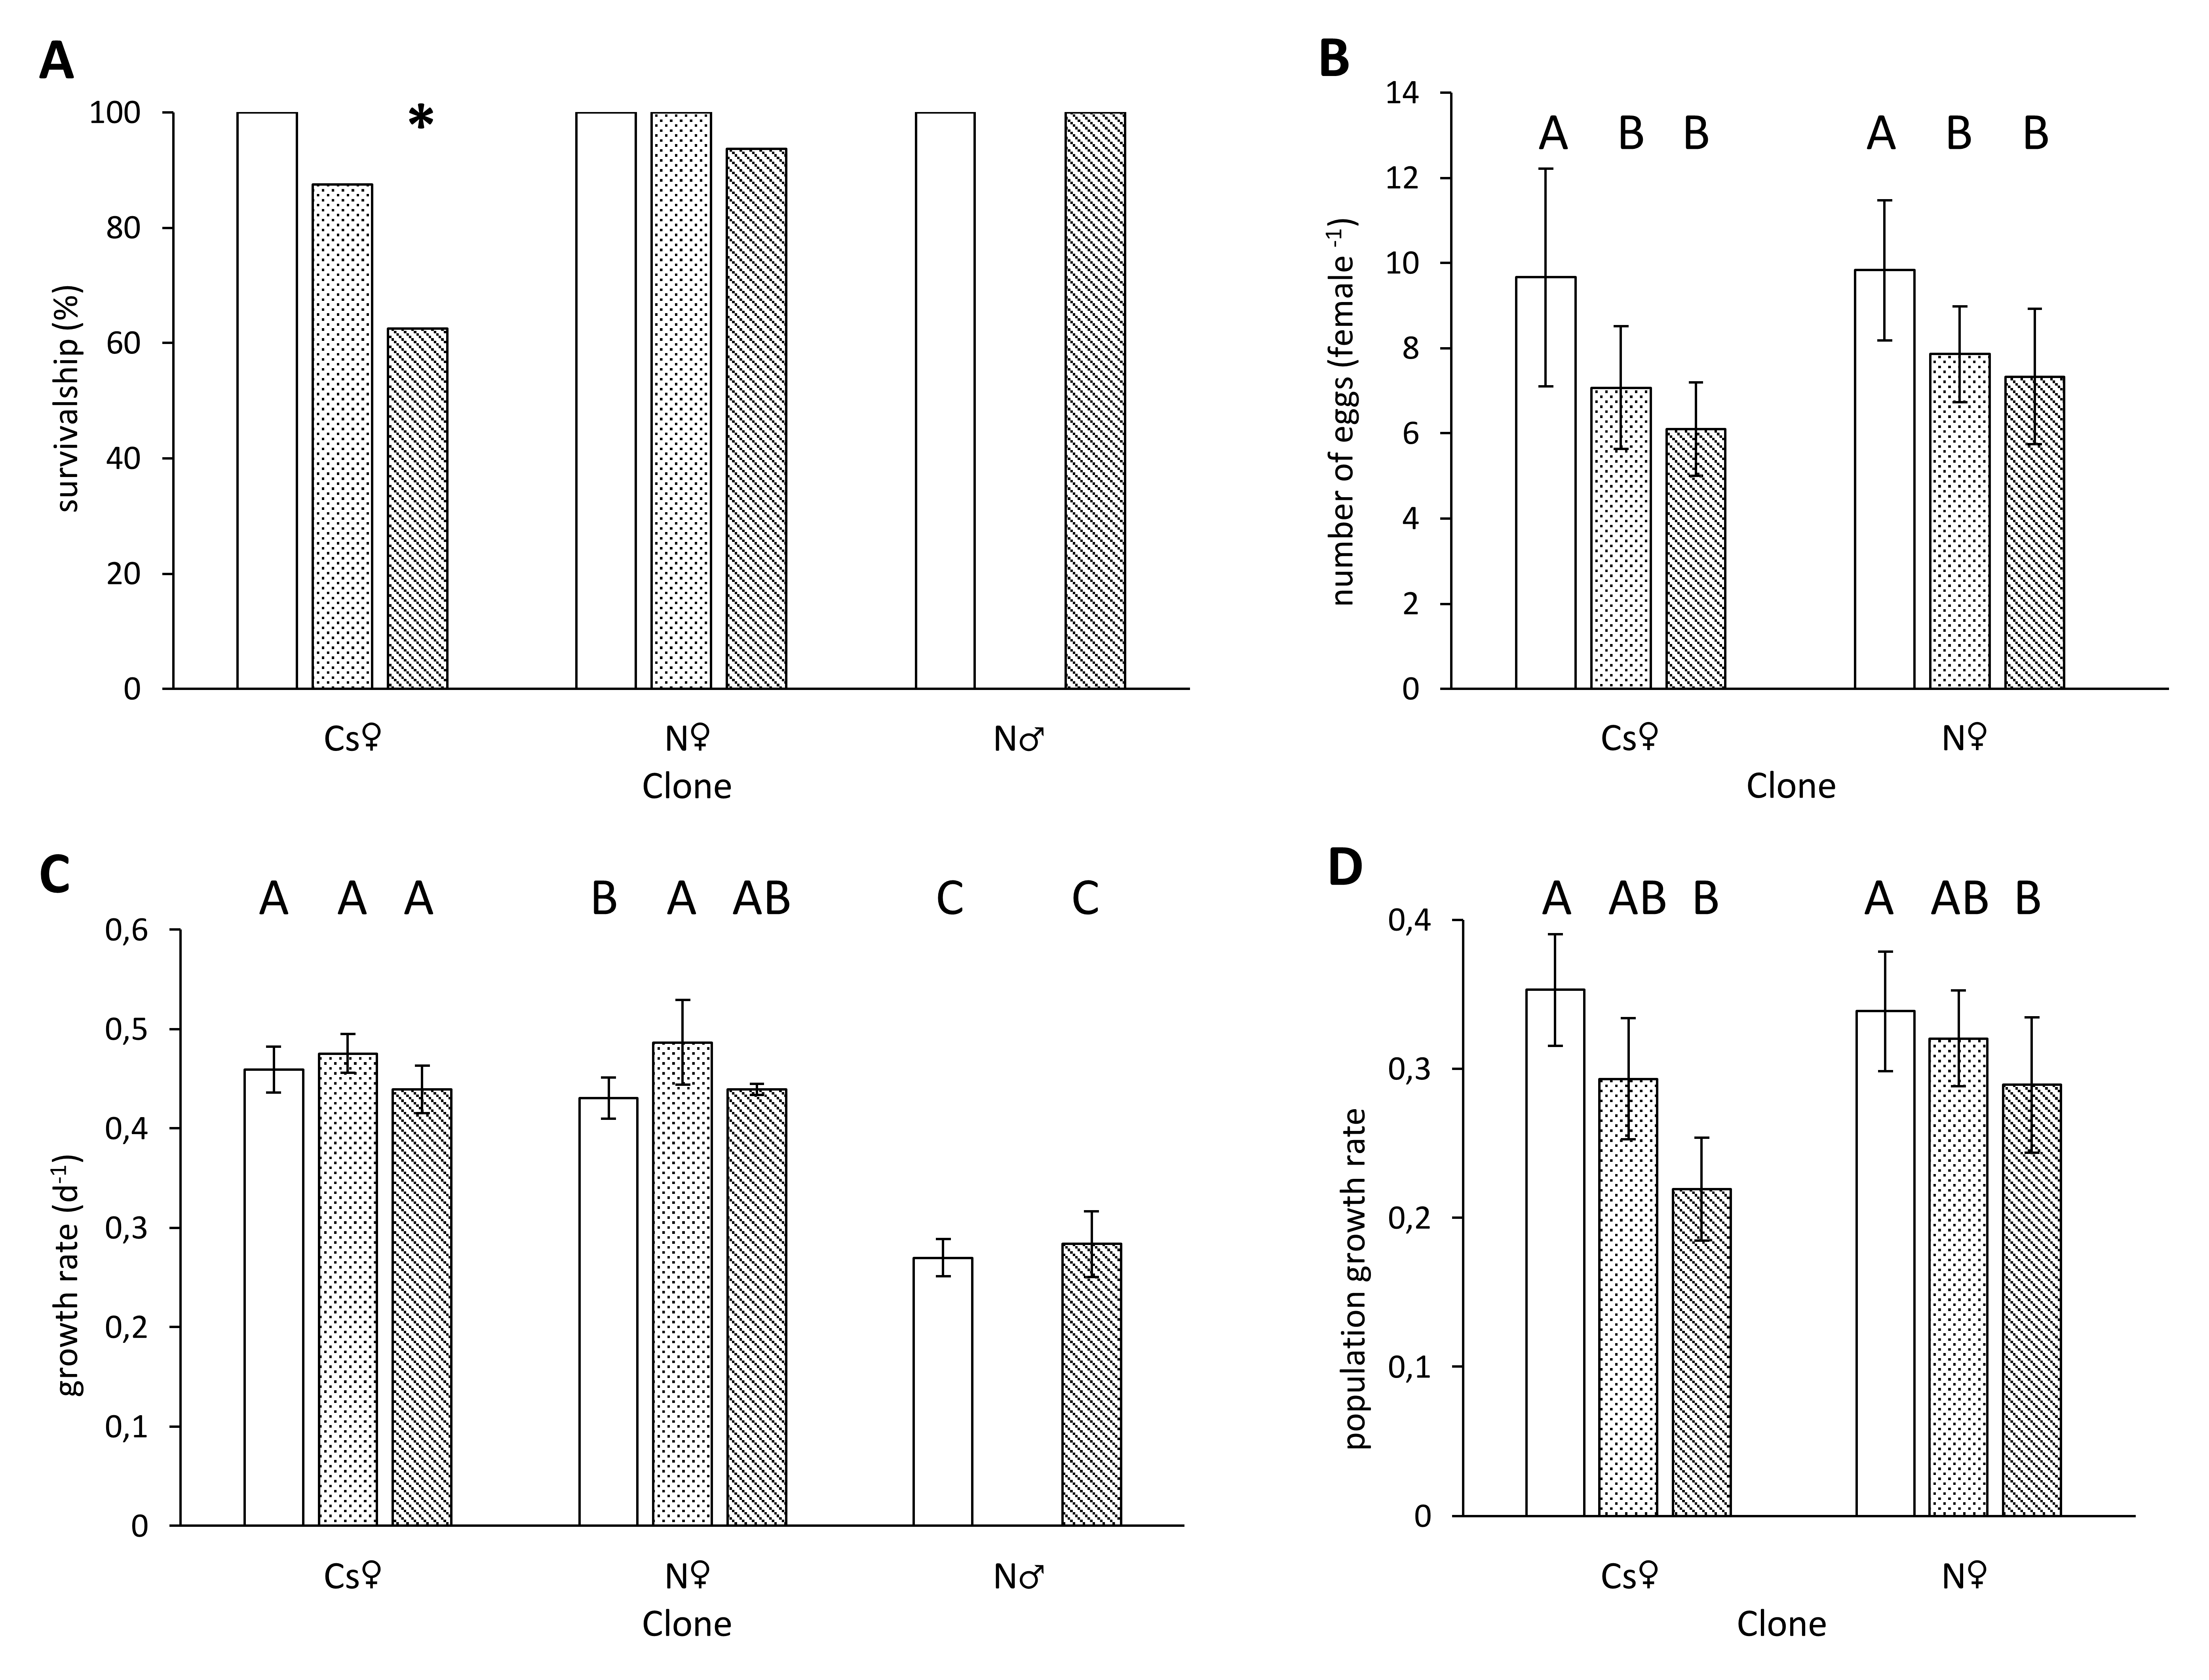 A
survivalship (%)
100
80
60
40
20
0
*
Cs♀ N♀ N♂
Clone
B
number of eggs (female -1)
14
12
10
8
6
4
2
0
A B B A B B
Cs♀ N♀
Clone
C
growth rate (d-1)
A A A B A AB C C
0,6
0,5
0,4
0,3
0,2
0,1
0
Cs♀ N♀ N♂
Clone
D
population growth rate
A AB B A AB B
0,4
0,3
0,2
0,1
0
Cs♀ N♀
Clone